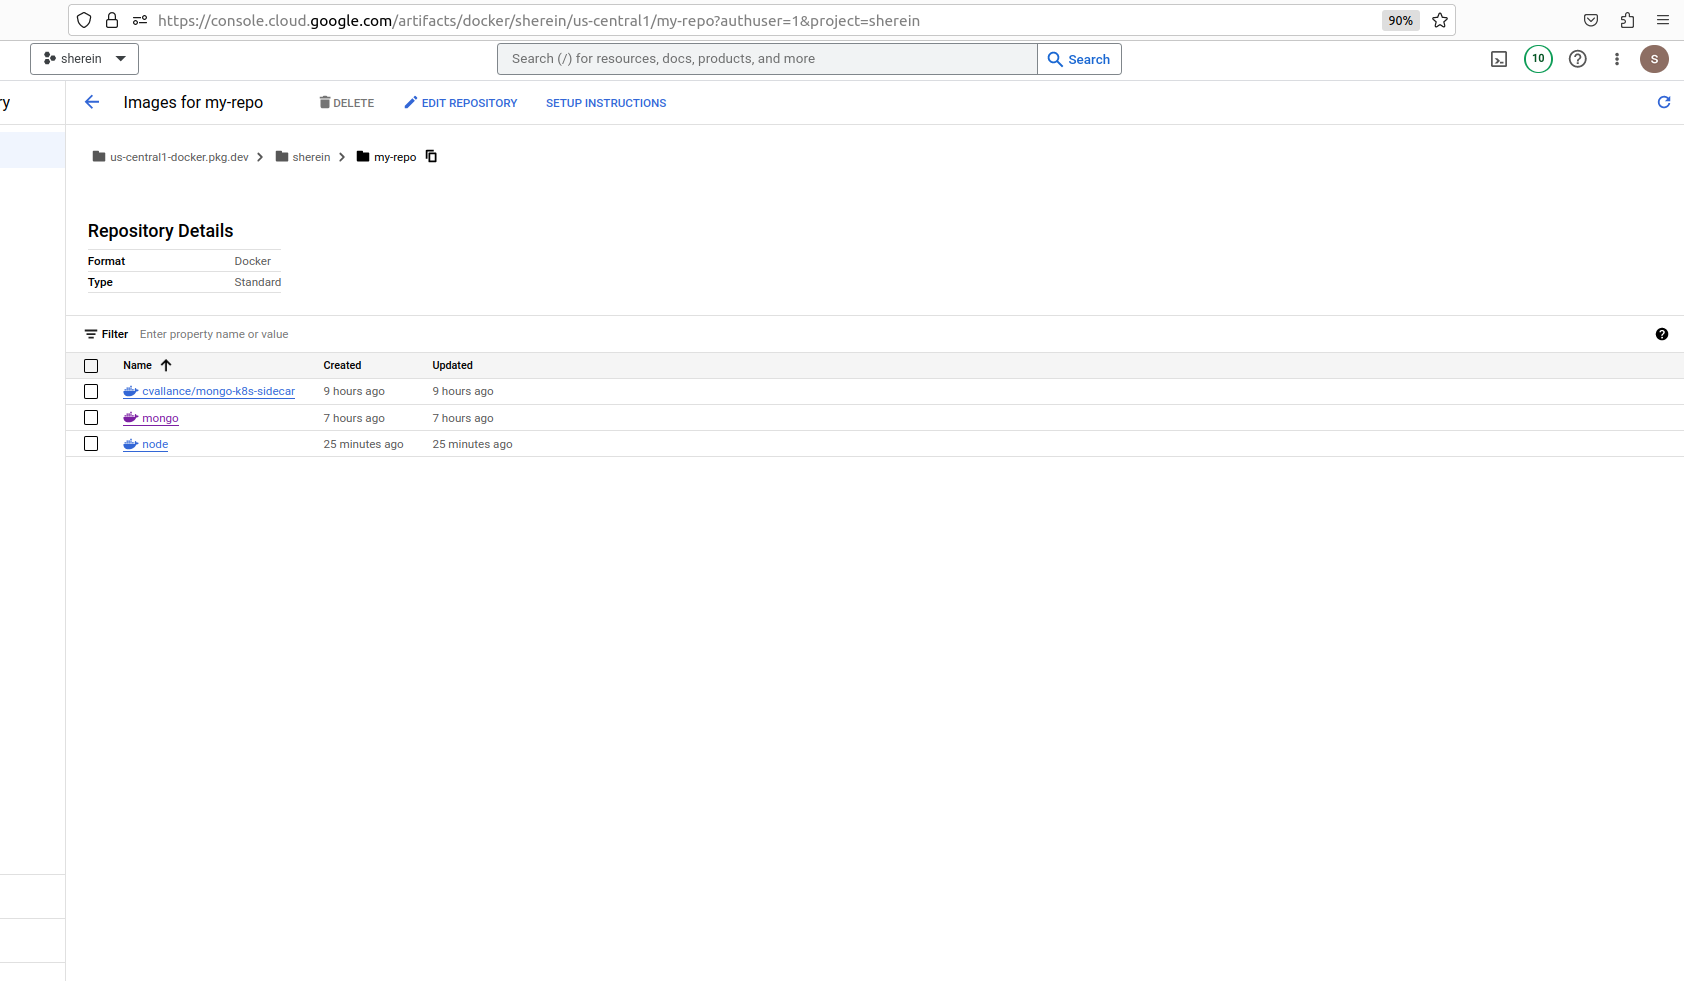 https://console.cloud.google.com/artifacts/docker/sherein/us-central1/my-repo?authuser=1&project=sherein 90%
sherein Search (/) for resources, docs, products, and more Search 10 S
ry Images for my-repo DELETE EDIT REPOSITORY SETUP INSTRUCTIONS
us-central1-docker.pkg.dev sherein my-repo
Repository Details
Format Docker
Type Standard
Filter Enter property name or value
Name Created Updated
cvallance/mongo-k8s-sidecar 9 hours ago 9 hours ago
mongo 7 hours ago 7 hours ago
node 25 minutes ago 25 minutes ago